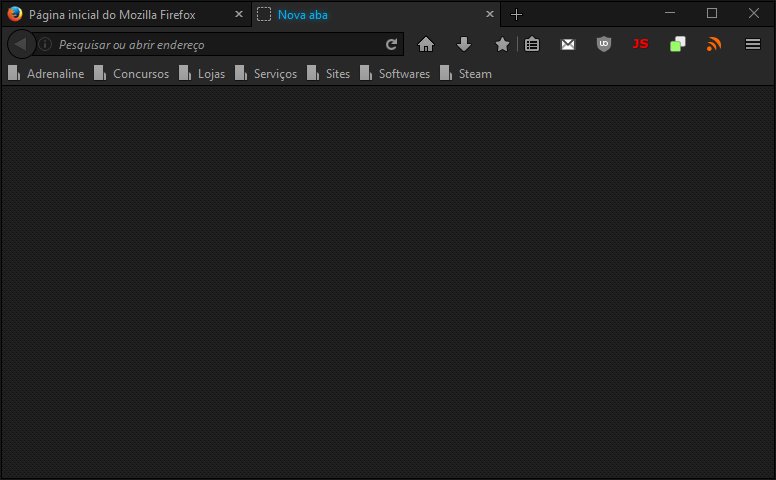 Página inicial do Mozilla Firefox
Nova aba
Pesquisar ou abrir endereço
JS
Adrenaline Concursos Lojas Serviços Sites Softwares Steam